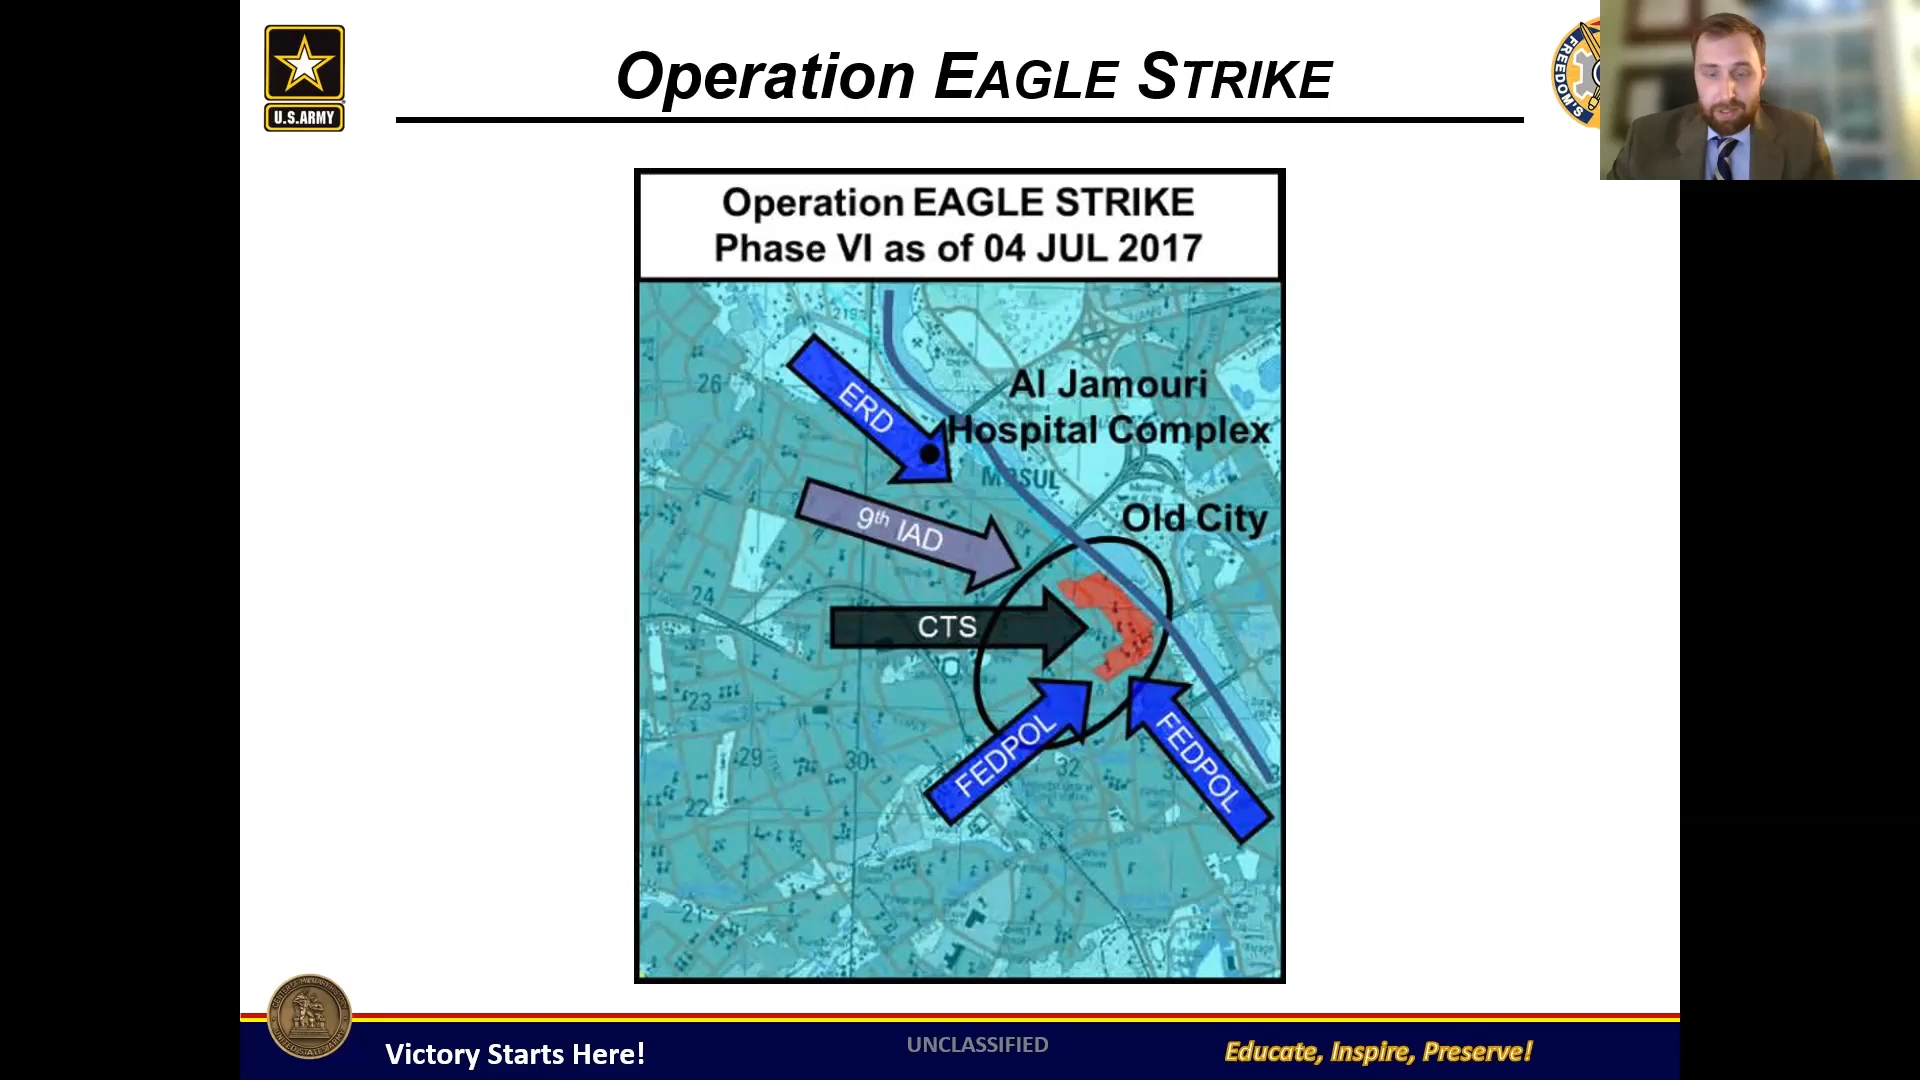 Operation EAGLE STRIKE
U.S.ARMY
FREEDOM'S
Operation EAGLE STRIKE
Phase VI as of 04 JUL 2017
219
ERD
26
Al Jamouri
Hospital Complex
MOSUL
9th IAD
Old City
24
CTS
23
FEDPOL
FEDPOL
29
30
32
22
21
Victory Starts Here!
UNCLASSIFIED
Educate, Inspire, Preserve!